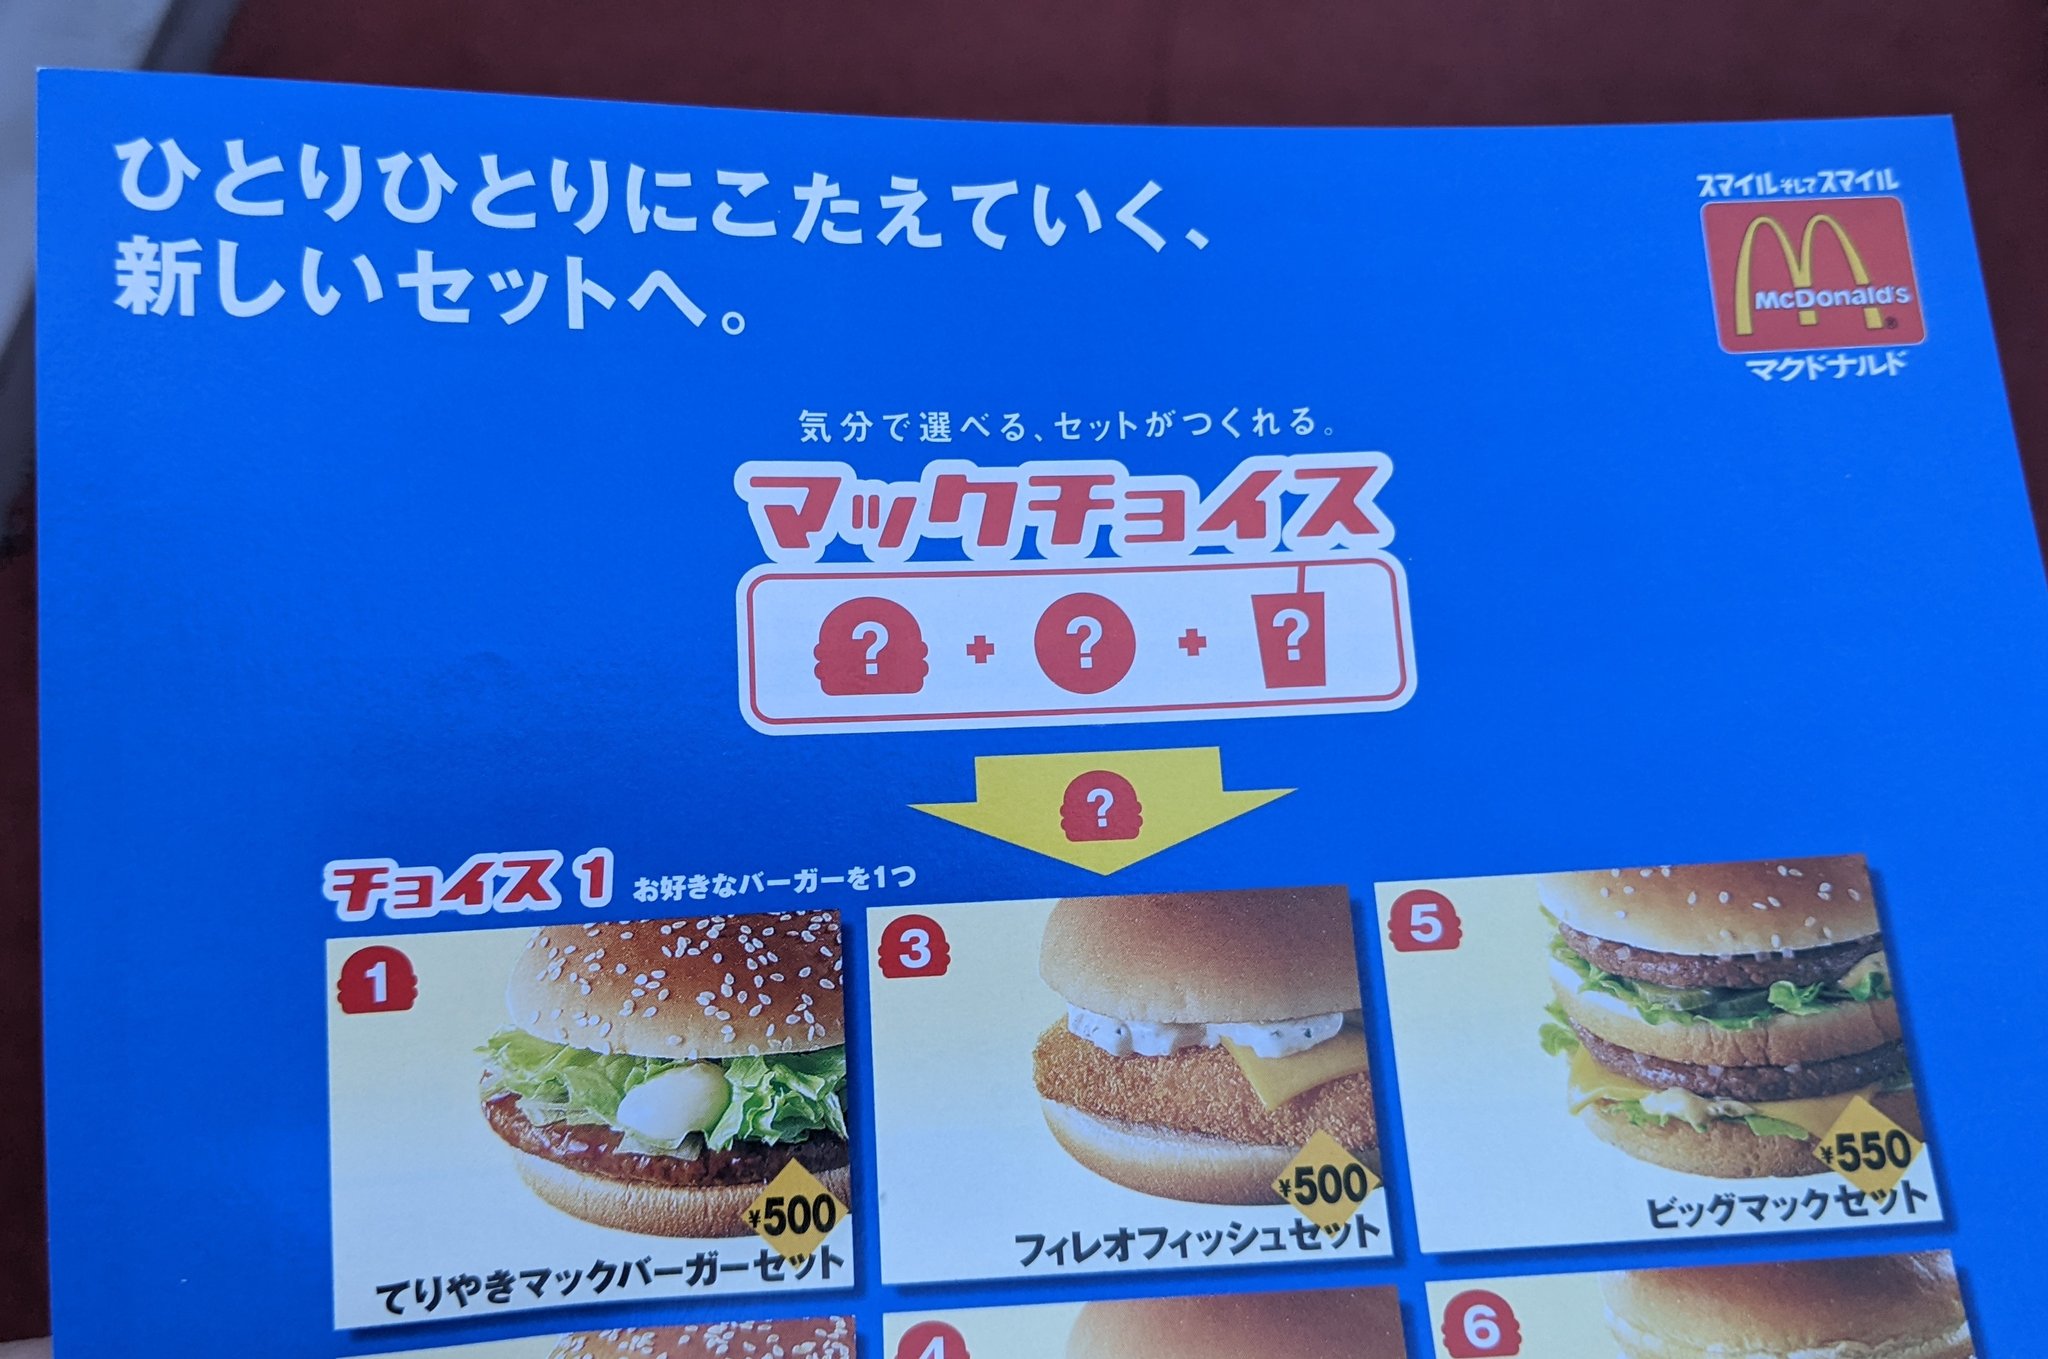 ひとりひとりにこたえていく、
新しいセットへ。
スマイルそしてスマイル
McDonald's
®
マクドナルド
気分で選べる、セットがつくれる。
マックチョイス
? + ? + ?
?
チョイス1 お好きなバーガーを1つ
1
¥500
てりやきマックバーガーセット
3
¥500
フィレオフィッシュセット
5
¥550
ビッグマックセット
4
6